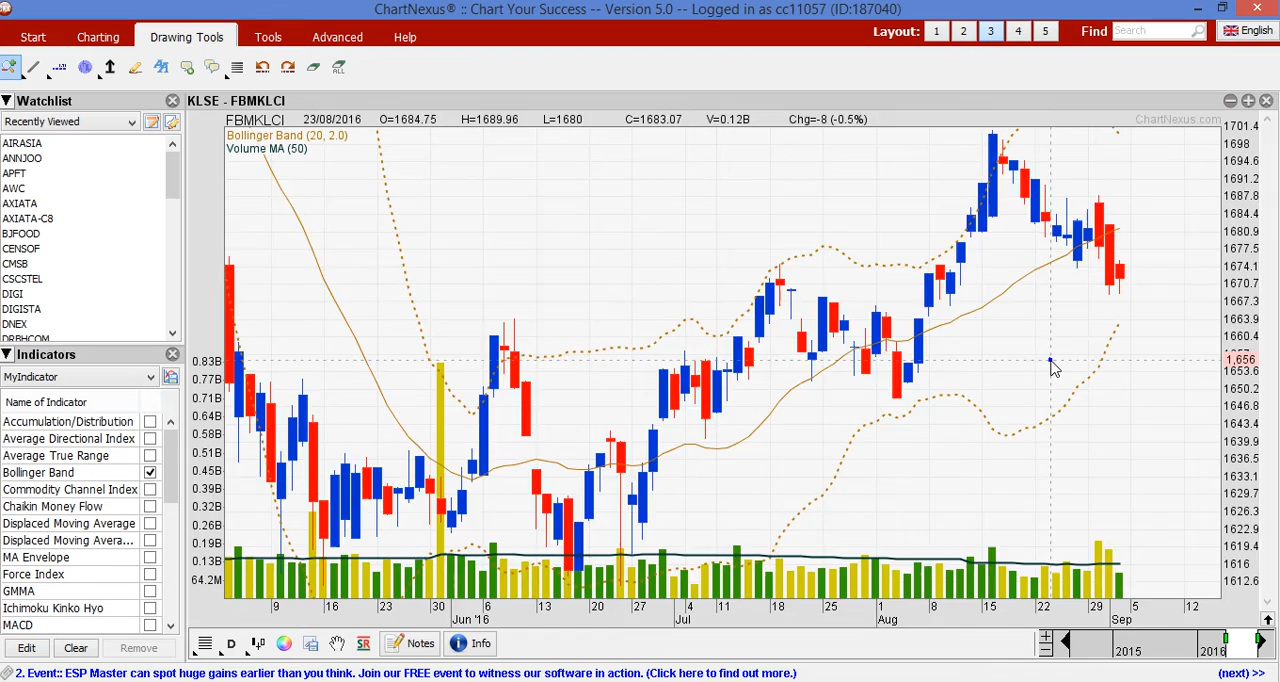 ChartNexus® :: Chart Your Success -- Version 5.0 -- Logged in as cc11057 (ID:187040)
Start Charting Drawing Tools Tools Advanced Help Layout: 1 2 3 4 5 Find Search English
ALL
Watchlist
KLSE - FBMKLCI
Recently Viewed
FBMKLCI 23/08/2016 O=1684.75 H=1689.96 L=1680 C=1683.07 V=0.12B Chg=-8 (-0.5%) ChartNexus.com
Bollinger Band (20, 2.0)
Volume MA (50)
AIRASIA
ANNJOO
APFT
AWC
AXIATA
AXIATA-C8
BJFOOD
CENSOF
CMSB
CSCSTEL
DIGI
DIGISTA
DNEX
DRBHCOM
1701.4
1698
1694.6
1691.2
1687.8
1684.4
1680.9
1677.5
1674.1
1670.7
1667.3
1663.9
1660.4
1,656
1653.6
1650.2
1646.8
1643.4
1639.9
1636.5
1633.1
1629.7
1626.3
1622.9
1619.4
1616
1612.6
0.83B
0.77B
0.71B
0.64B
0.58B
0.51B
0.45B
0.39B
0.32B
0.26B
0.19B
0.13B
64.2M
Indicators
MyIndicator
Name of Indicator
Accumulation/Distribution
Average Directional Index
Average True Range
Bollinger Band
Commodity Channel Index
Chaikin Money Flow
Displaced Moving Average
Displaced Moving Avera...
MA Envelope
Force Index
GMMA
Ichimoku Kinko Hyo
MACD
Edit Clear Remove
9 16 23 30 6 13 20 27 4 11 18 25 1 8 15 22 29 5 12
Jun '16 Jul Aug Sep
D SR Notes Info
2015 2016
2. Event:: ESP Master can spot huge gains earlier than you think. Join our FREE event to witness our software in action. (Click here to find out more.) (next) >>